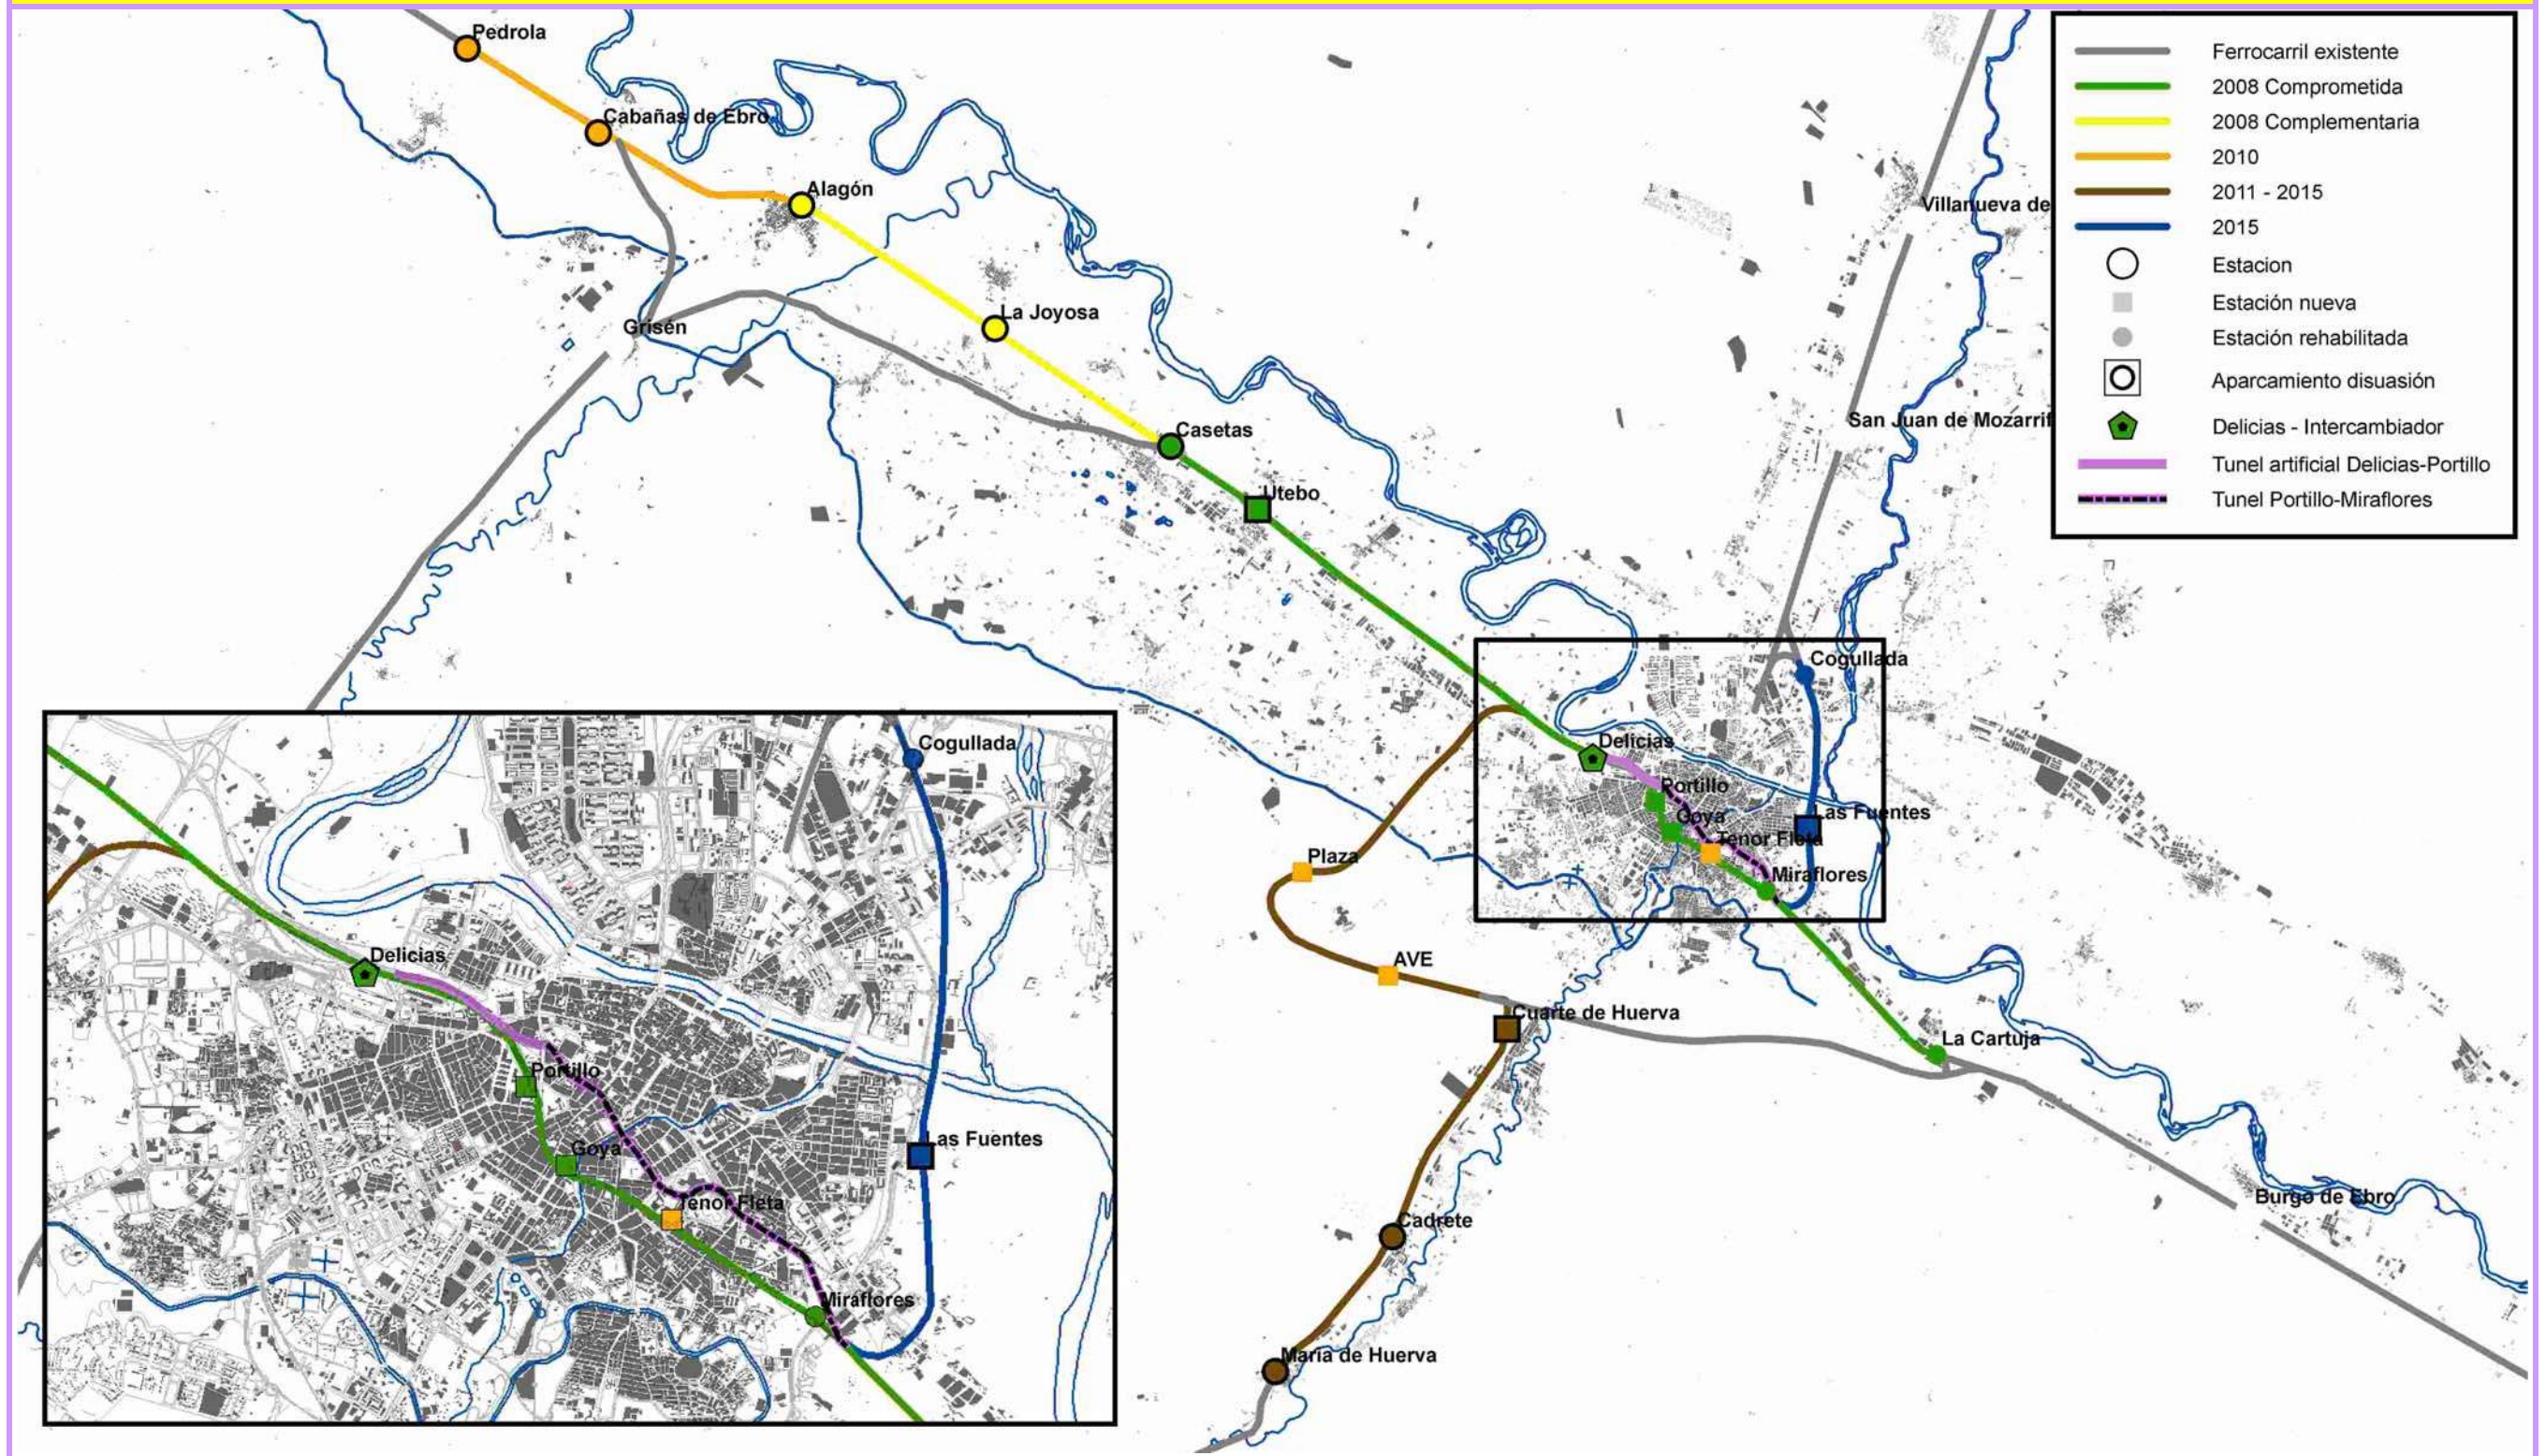 Pedrola
Cabañas de Ebro
Alagón
La Joyosa
Grisén
Casetas
Utebo
Villanueva de
San Juan de Mozarrif
Cogullada
Delicias
Portillo
Goya
Tenor Fleta
Las Fuentes
Miraflores
Plaza
AVE
Cuarte de Huerva
La Cartuja
Burgo de Ebro
Cadrete
María de Huerva
Ferrocarril existente
2008 Comprometida
2008 Complementaria
2010
2011 - 2015
2015
Estacion
Estación nueva
Estación rehabilitada
Aparcamiento disuasión
Delicias - Intercambiador
Tunel artificial Delicias-Portillo
Tunel Portillo-Miraflores
Cogullada
Delicias
Portillo
Goya
Las Fuentes
Tenor Fleta
Miraflores